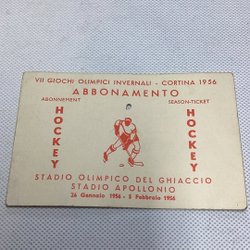 VII GIOCHI OLIMPICI INVERNALI - CORTINA 1956
ABBONAMENTO
ABONNEMENT
SEASON-TICKET
HOCKEY
HOCKEY
STADIO OLIMPICO DEL GHIACCIO
STADIO APOLLONIO
26 Gennaio 1956 - 5 Febbraio 1956